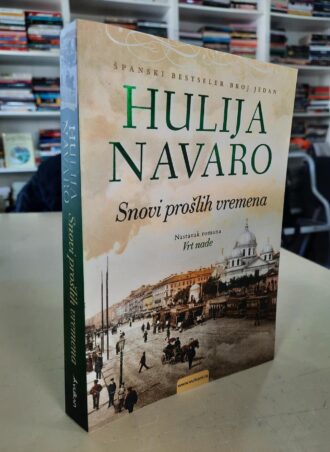 ŠPANSKI BESTSELER BROJ JEDAN
HULIJA
NAVARO
Snovi prošlih vremena
Nastavak romana
Vrt nade
HULIJA
NAVARO
Snovi prošlih vremena